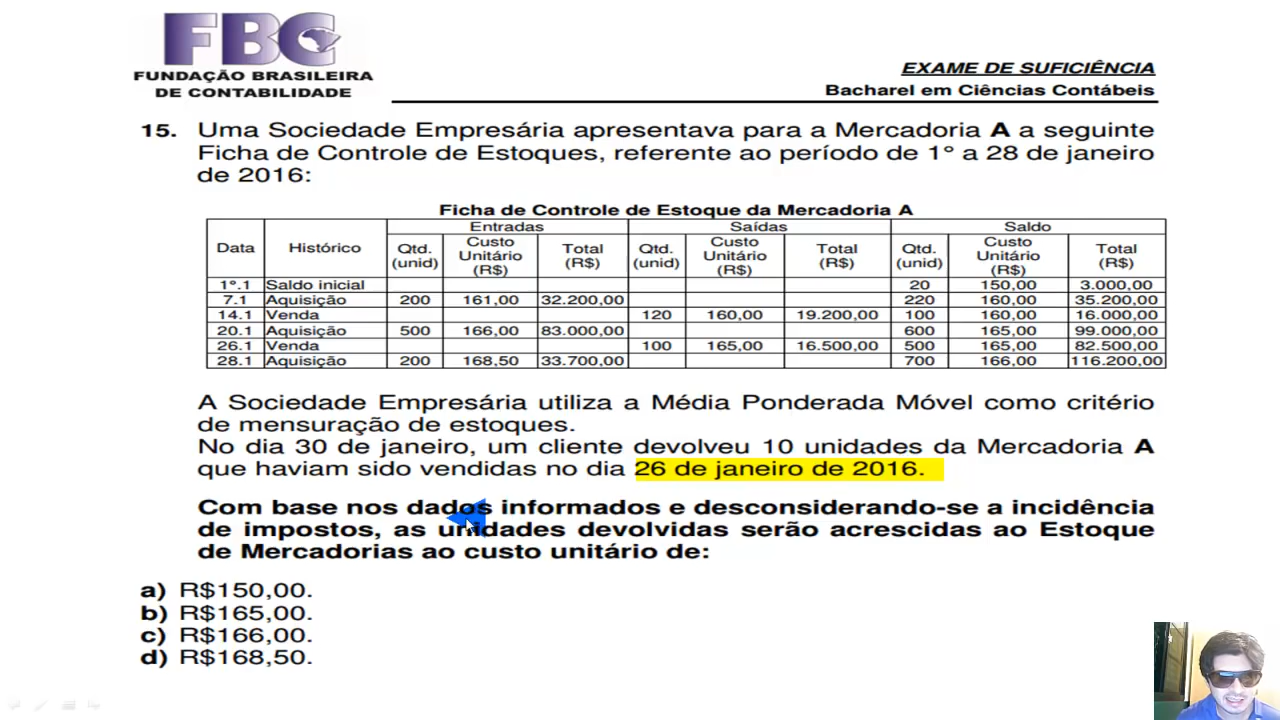 FBC
FUNDAÇÃO BRASILEIRA
DE CONTABILIDADE
EXAME DE SUFICIÊNCIA
Bacharel em Ciências Contábeis
15. Uma Sociedade Empresária apresentava para a Mercadoria A a seguinte
Ficha de Controle de Estoques, referente ao período de 1° a 28 de janeiro
de 2016:
Ficha de Controle de Estoque da Mercadoria A
Data Histórico Entradas Saídas Saldo
Qtd. (unid) Custo Unitário (R$) Total (R$) Qtd. (unid) Custo Unitário (R$) Total (R$) Qtd. (unid) Custo Unitário (R$) Total (R$)
1°.1 Saldo inicial 20 150,00 3.000,00
7.1 Aquisição 200 161,00 32.200,00 220 160,00 35.200,00
14.1 Venda 120 160,00 19.200,00 100 160,00 16.000,00
20.1 Aquisição 500 166,00 83.000,00 600 165,00 99.000,00
26.1 Venda 100 165,00 16.500,00 500 165,00 82.500,00
28.1 Aquisição 200 168,50 33.700,00 700 166,00 116.200,00
A Sociedade Empresária utiliza a Média Ponderada Móvel como critério
de mensuração de estoques.
No dia 30 de janeiro, um cliente devolveu 10 unidades da Mercadoria A
que haviam sido vendidas no dia 26 de janeiro de 2016.
Com base nos dados informados e desconsiderando-se a incidência
de impostos, as unidades devolvidas serão acrescidas ao Estoque
de Mercadorias ao custo unitário de:
a) R$150,00.
b) R$165,00.
c) R$166,00.
d) R$168,50.